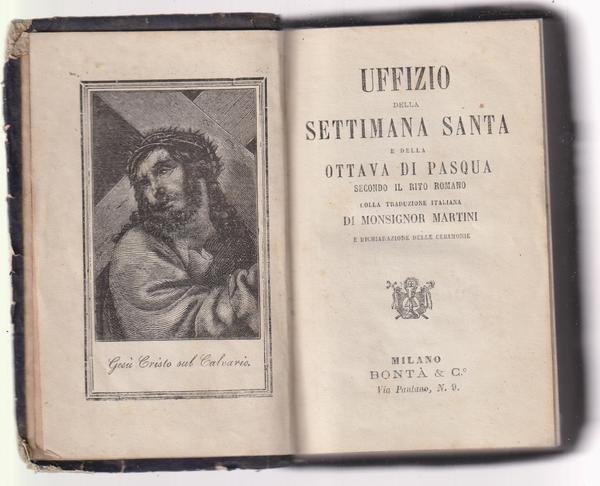 Gesù Cristo sul Calvario.
UFFIZIO
DELLA
SETTIMANA SANTA
E DELLA
OTTAVA DI PASQUA
SECONDO IL RITO ROMANO
COLLA TRADUZIONE ITALIANA
DI MONSIGNOR MARTINI
E DICHIARAZIONE DELLE CEREMONIE
MILANO
BONTÀ & C.º
Via Pantano, N. 9.